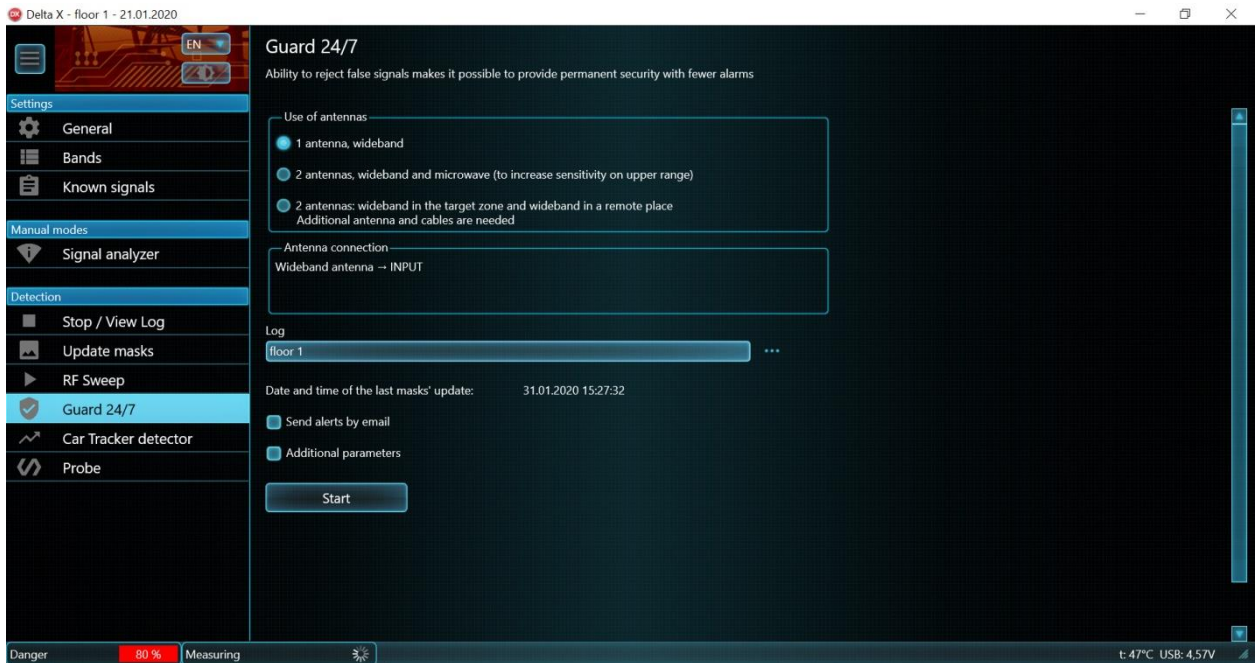 Delta X - floor 1 - 21.01.2020
EN
Settings
General
Bands
Known signals
Manual modes
Signal analyzer
Detection
Stop / View Log
Update masks
RF Sweep
Guard 24/7
Car Tracker detector
Probe
Guard 24/7
Ability to reject false signals makes it possible to provide permanent security with fewer alarms
Use of antennas
1 antenna, wideband
2 antennas, wideband and microwave (to increase sensitivity on upper range)
2 antennas: wideband in the target zone and wideband in a remote place
Additional antenna and cables are needed
Antenna connection
Wideband antenna → INPUT
Log
floor 1
Date and time of the last masks' update: 31.01.2020 15:27:32
Send alerts by email
Additional parameters
Start
Danger 80 % Measuring t: 47°C USB: 4,57V